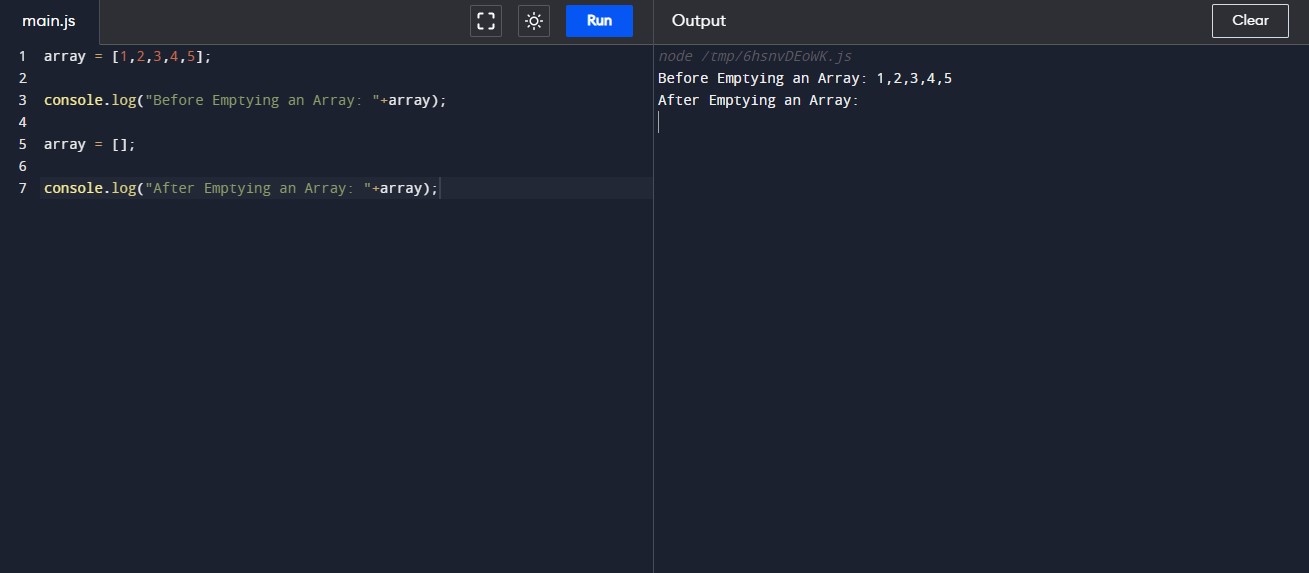 main.js
Run
Output
Clear
1 array = [1,2,3,4,5];
2
3 console.log("Before Emptying an Array: "+array);
4
5 array = [];
6
7 console.log("After Emptying an Array: "+array);
node /tmp/6hsnvDEoWK.js
Before Emptying an Array: 1,2,3,4,5
After Emptying an Array: